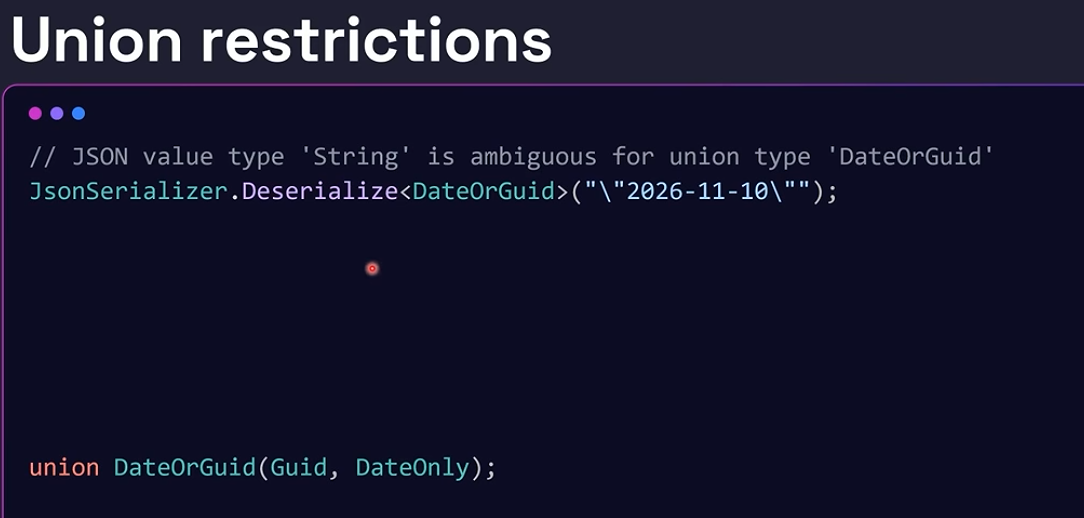 Union restrictions
// JSON value type 'String' is ambiguous for union type 'DateOrGuid'
JsonSerializer.Deserialize<DateOrGuid>("\"2026-11-10\"");
union DateOrGuid(Guid, DateOnly);